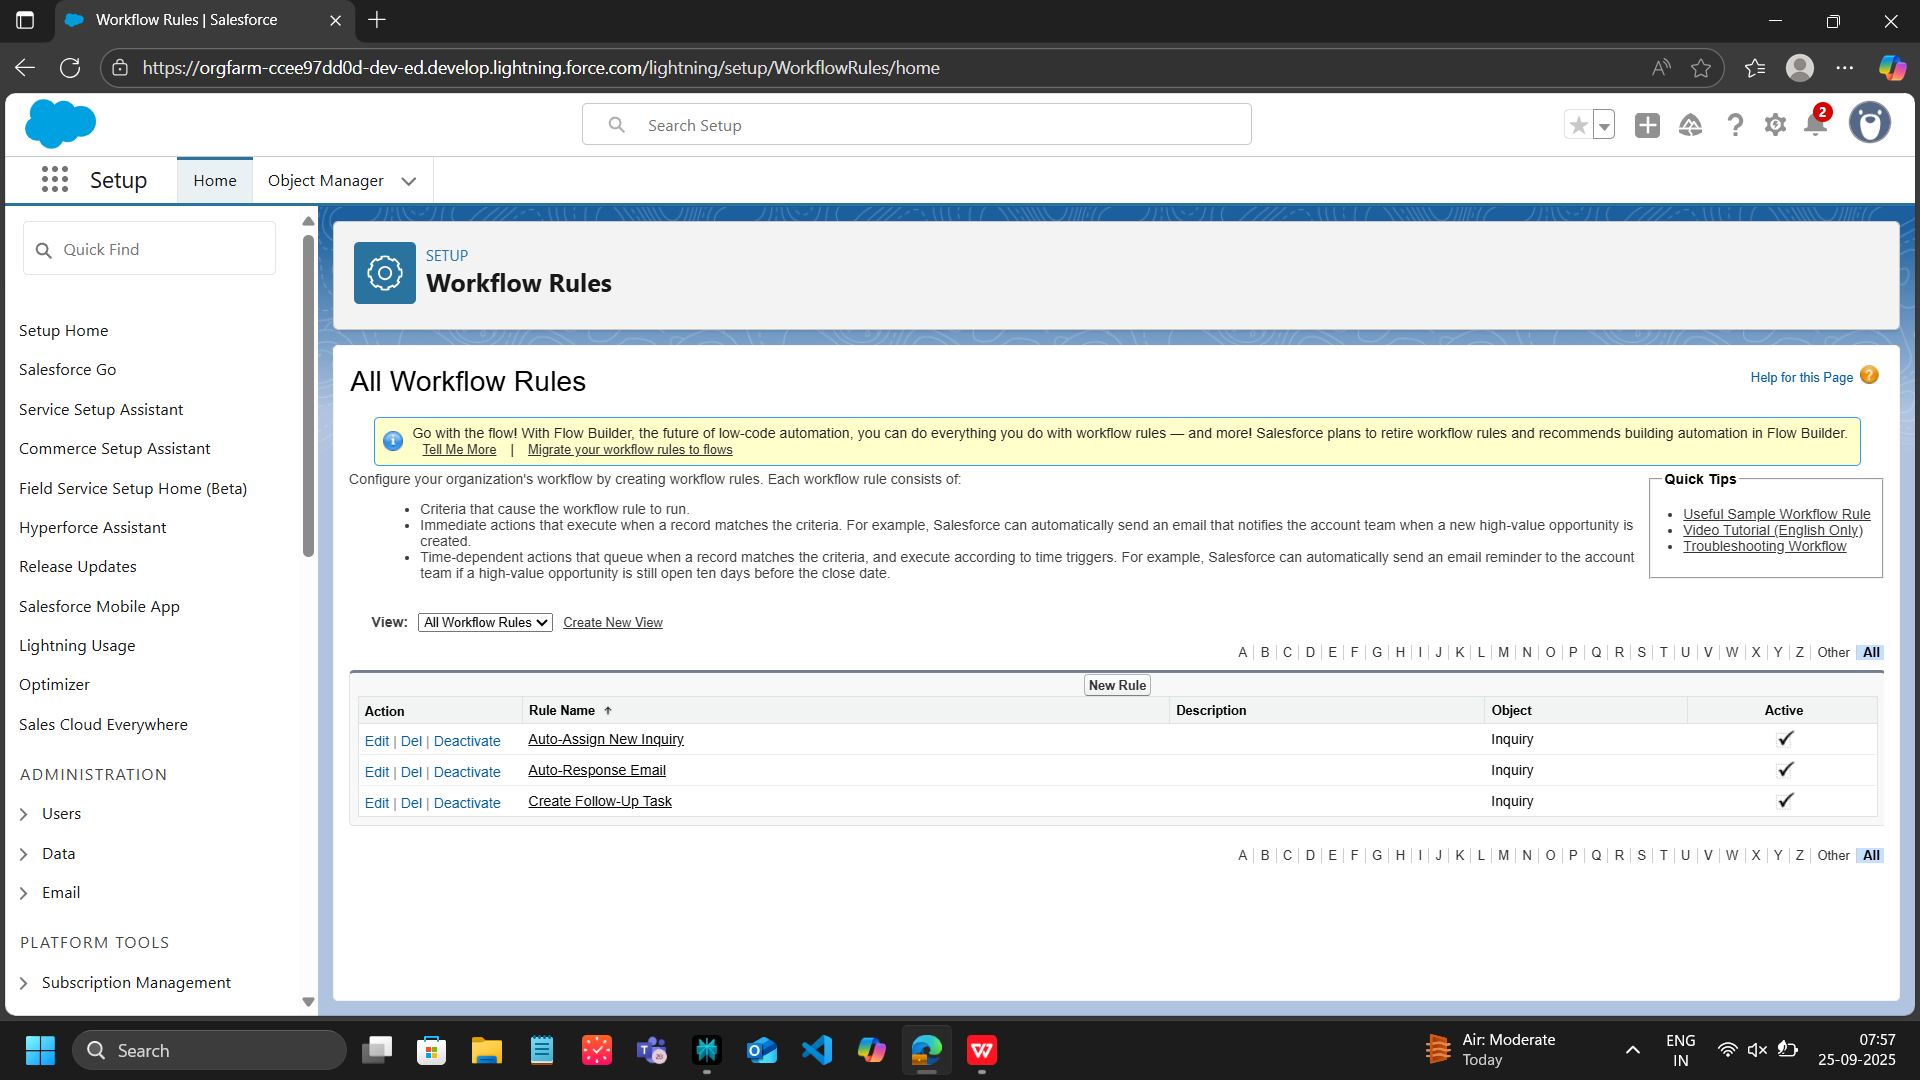 Workflow Rules | Salesforce
https://orgfarm-ccee97dd0d-dev-ed.develop.lightning.force.com/lightning/setup/WorkflowRules/home
Search Setup
2
Setup
Home
Object Manager
Quick Find
Setup Home
Salesforce Go
Service Setup Assistant
Commerce Setup Assistant
Field Service Setup Home (Beta)
Hyperforce Assistant
Release Updates
Salesforce Mobile App
Lightning Usage
Optimizer
Sales Cloud Everywhere
ADMINISTRATION
Users
Data
Email
PLATFORM TOOLS
Subscription Management
SETUP
Workflow Rules
All Workflow Rules
Help for this Page
Go with the flow! With Flow Builder, the future of low-code automation, you can do everything you do with workflow rules — and more! Salesforce plans to retire workflow rules and recommends building automation in Flow Builder.
Tell Me More | Migrate your workflow rules to flows
Configure your organization's workflow by creating workflow rules. Each workflow rule consists of:
• Criteria that cause the workflow rule to run.
• Immediate actions that execute when a record matches the criteria. For example, Salesforce can automatically send an email that notifies the account team when a new high-value opportunity is
created.
• Time-dependent actions that queue when a record matches the criteria, and execute according to time triggers. For example, Salesforce can automatically send an email reminder to the account
team if a high-value opportunity is still open ten days before the close date.
Quick Tips
• Useful Sample Workflow Rule
• Video Tutorial (English Only)
• Troubleshooting Workflow
View: All Workflow Rules Create New View
A | B | C | D | E | F | G | H | I | J | K | L | M | N | O | P | Q | R | S | T | U | V | W | X | Y | Z | Other | All
New Rule
Action Rule Name Description Object Active
Edit | Del | Deactivate Auto-Assign New Inquiry Inquiry
Edit | Del | Deactivate Auto-Response Email Inquiry
Edit | Del | Deactivate Create Follow-Up Task Inquiry
A | B | C | D | E | F | G | H | I | J | K | L | M | N | O | P | Q | R | S | T | U | V | W | X | Y | Z | Other | All
Search
Air: Moderate
Today
ENG
IN
07:57
25-09-2025